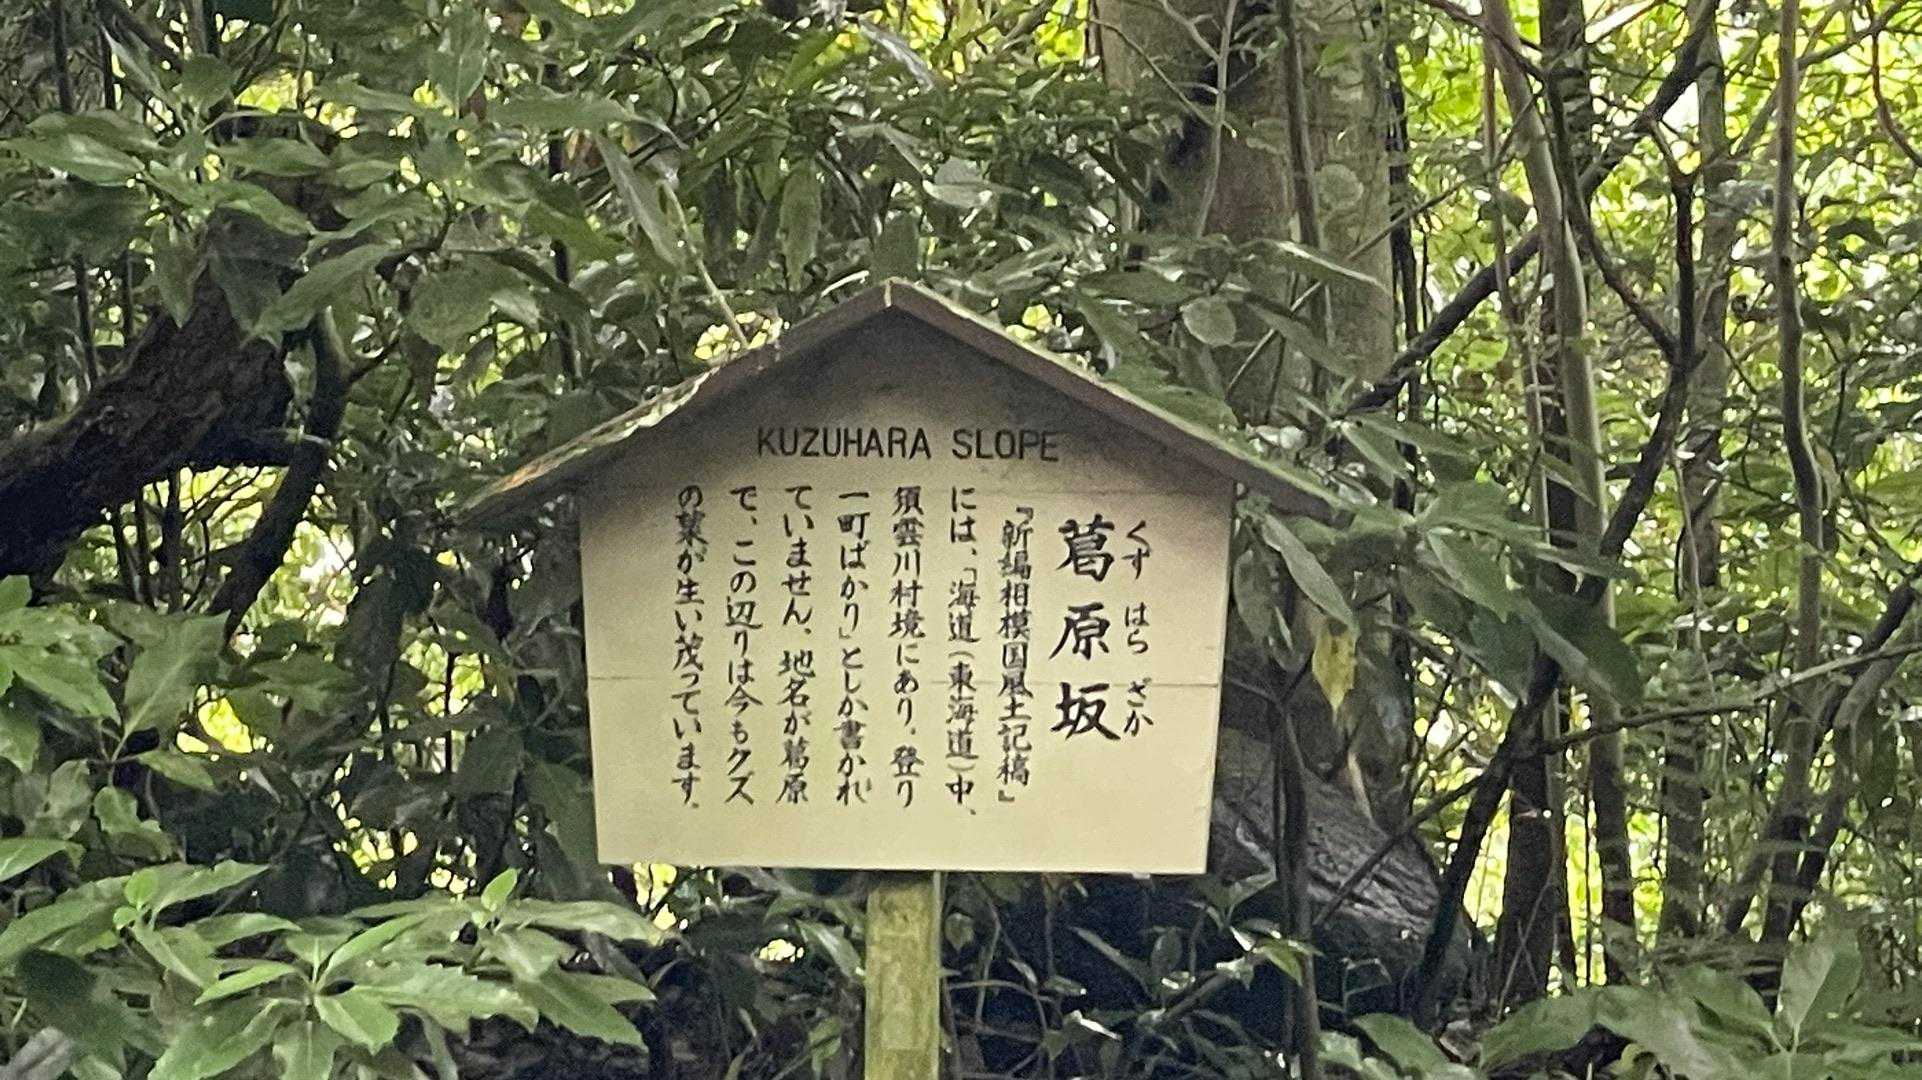 KUZUHARA SLOPE
くずはらざか
葛原坂
『新編相模国風土記稿』
には、「海道(東海道)中、
須雲川村境にあり、登り
一町ばかり」としか書かれ
ていません、地名が葛原
で、この辺りは今もクズ
の葉が生い茂っています.